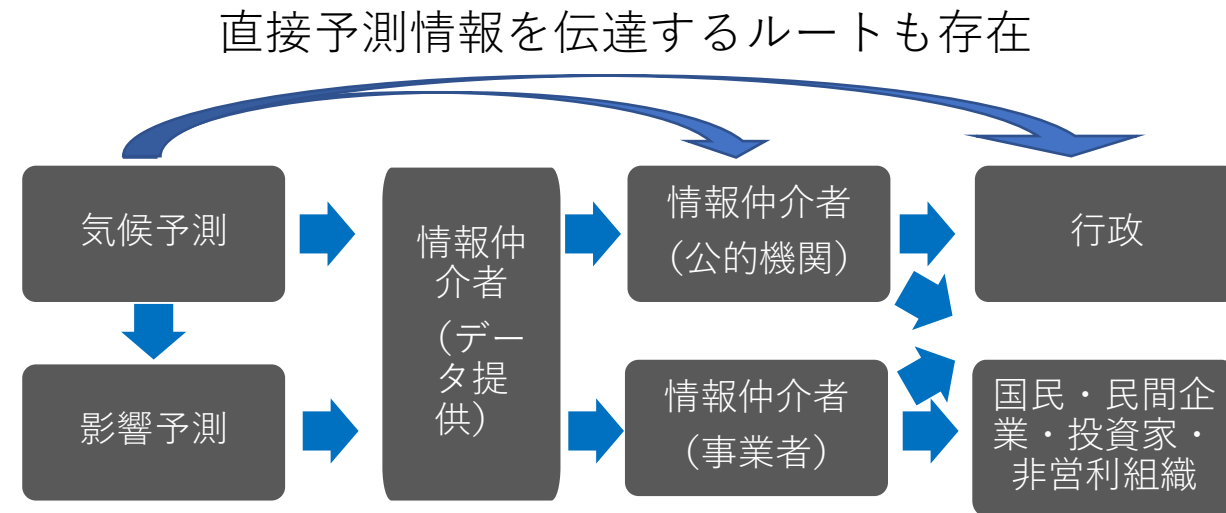 直接予測情報を伝達するルートも存在
気候予測
影響予測
情報仲
介者
（デー
タ提
供）
情報仲介者
（公的機関）
情報仲介者
（事業者）
行政
国民・民間企
業・投資家・
非営利組織